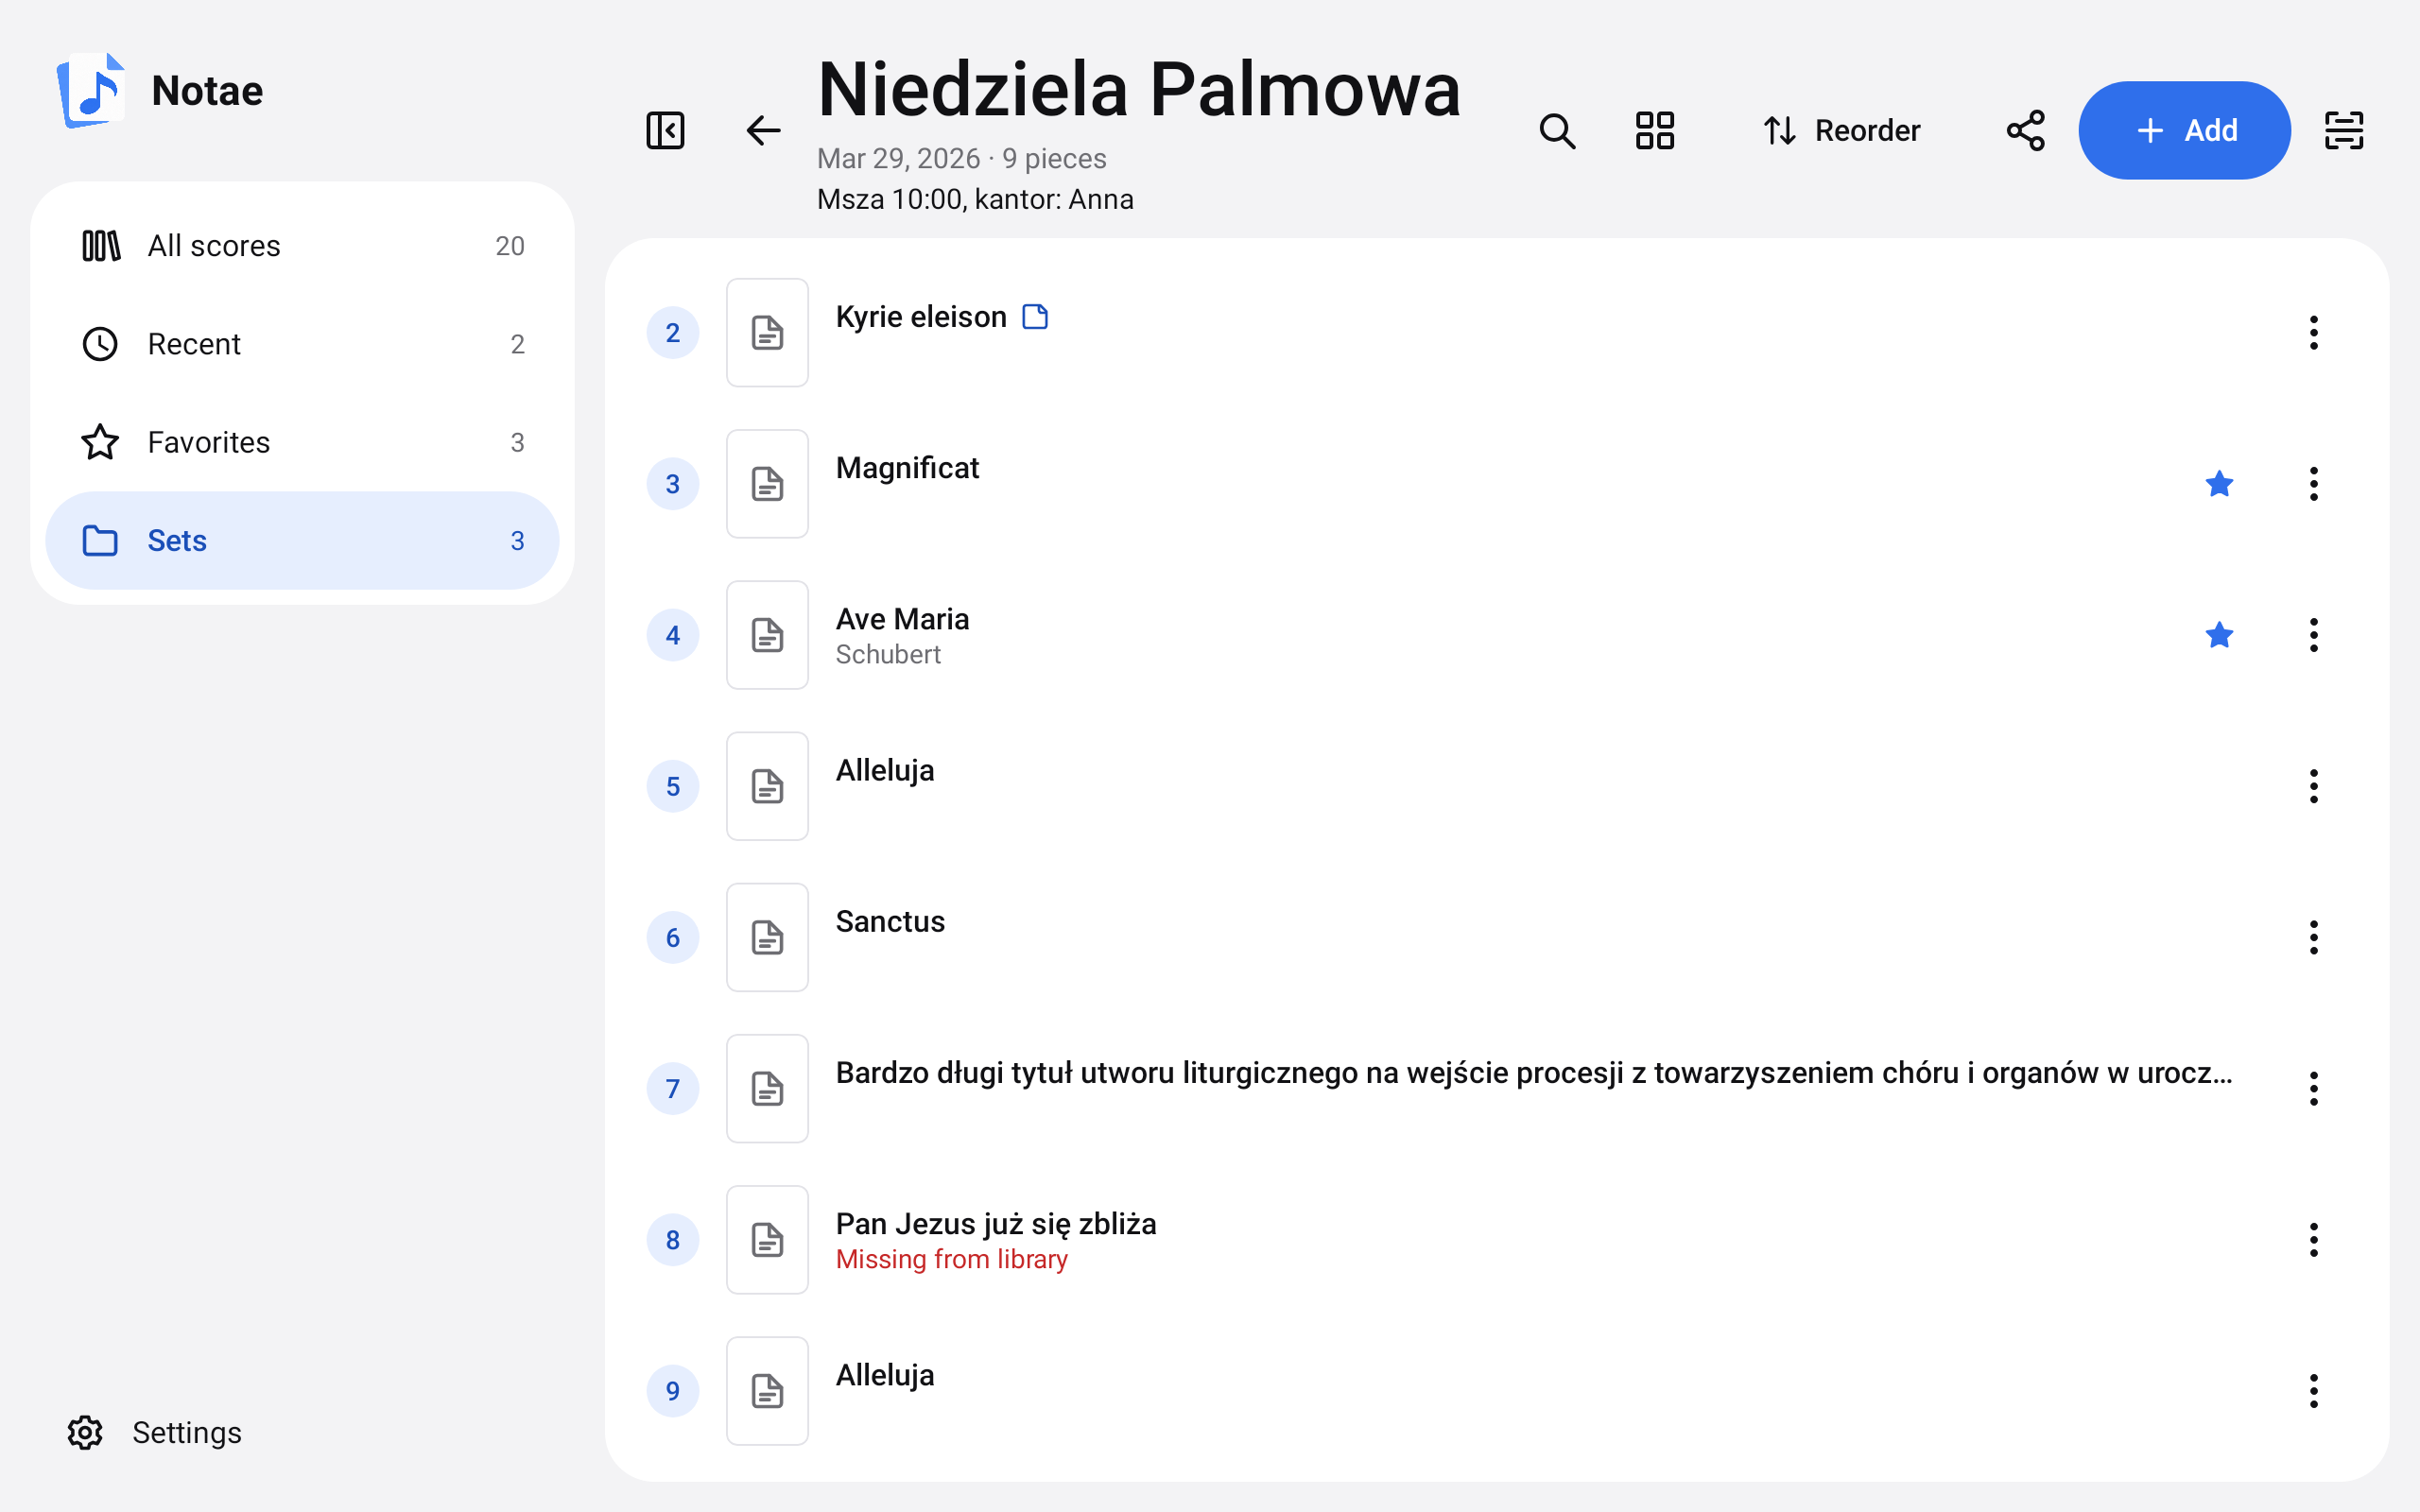 Notae
All scores 20
Recent 2
Favorites 3
Sets 3
Settings
Niedziela Palmowa
Mar 29, 2026 · 9 pieces
Msza 10:00, kantor: Anna
Reorder
Add
2 Kyrie eleison
3 Magnificat
4 Ave Maria
Schubert
5 Alleluja
6 Sanctus
7 Bardzo długi tytuł utworu liturgicznego na wejście procesji z towarzyszeniem chóru i organów w urocz...
8 Pan Jezus już się zbliża
Missing from library
9 Alleluja